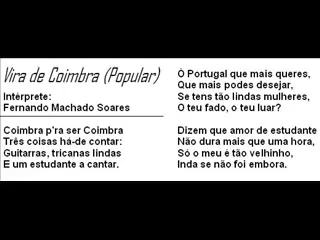 Vira de Coimbra (Popular)
Intérprete:
Fernando Machado Soares
Coimbra p'ra ser Coimbra
Três coisas há-de contar:
Guitarras, tricanas lindas
E um estudante a cantar.
Ò Portugal que mais queres,
Que mais podes desejar,
Se tens tão lindas mulheres,
O teu fado, o teu luar?
Dizem que amor de estudante
Não dura mais que uma hora,
Só o meu é tão velhinho,
Inda se não foi embora.